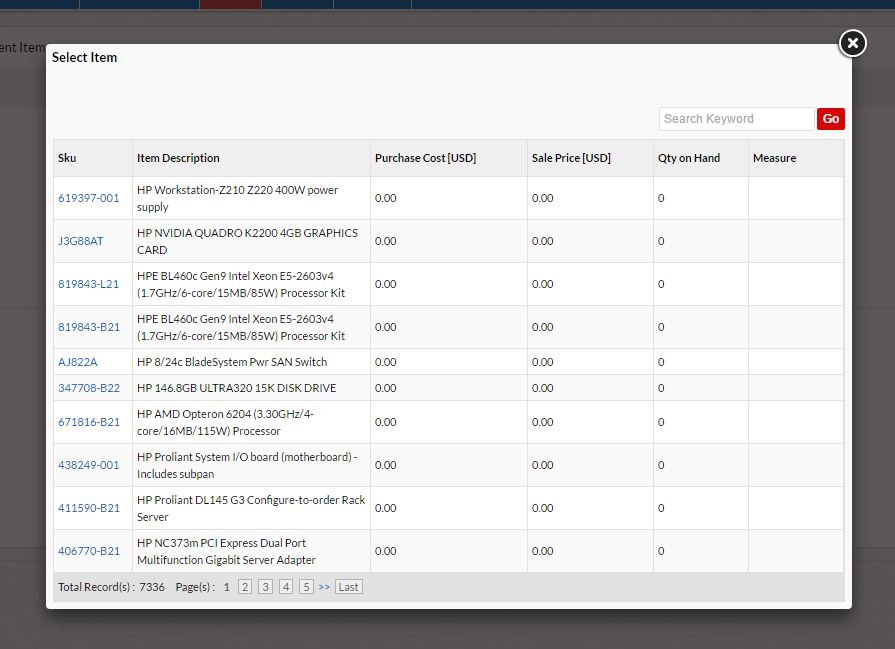 ent Item
Select Item
Search Keyword Go
Sku Item Description Purchase Cost [USD] Sale Price [USD] Qty on Hand Measure
619397-001 HP Workstation-Z210 Z220 400W power 0.00 0.00 0
supply
J3G88AT HP NVIDIA QUADRO K2200 4GB GRAPHICS 0.00 0.00 0
CARD
819843-L21 HPE BL460c Gen9 Intel Xeon E5-2603v4 0.00 0.00 0
(1.7GHz/6-core/15MB/85W) Processor Kit
819843-B21 HPE BL460c Gen9 Intel Xeon E5-2603v4 0.00 0.00 0
(1.7GHz/6-core/15MB/85W) Processor Kit
AJ822A HP 8/24c BladeSystem Pwr SAN Switch 0.00 0.00 0
347708-B22 HP 146.8GB ULTRA320 15K DISK DRIVE 0.00 0.00 0
671816-B21 HP AMD Opteron 6204 (3.30GHz/4- 0.00 0.00 0
core/16MB/115W) Processor
438249-001 HP Proliant System I/O board (motherboard) - 0.00 0.00 0
Includes subpan
411590-B21 HP Proliant DL145 G3 Configure-to-order Rack 0.00 0.00 0
Server
406770-B21 HP NC373m PCI Express Dual Port 0.00 0.00 0
Multifunction Gigabit Server Adapter
Total Record(s) : 7336 Page(s) : 1 2 3 4 5 >> Last